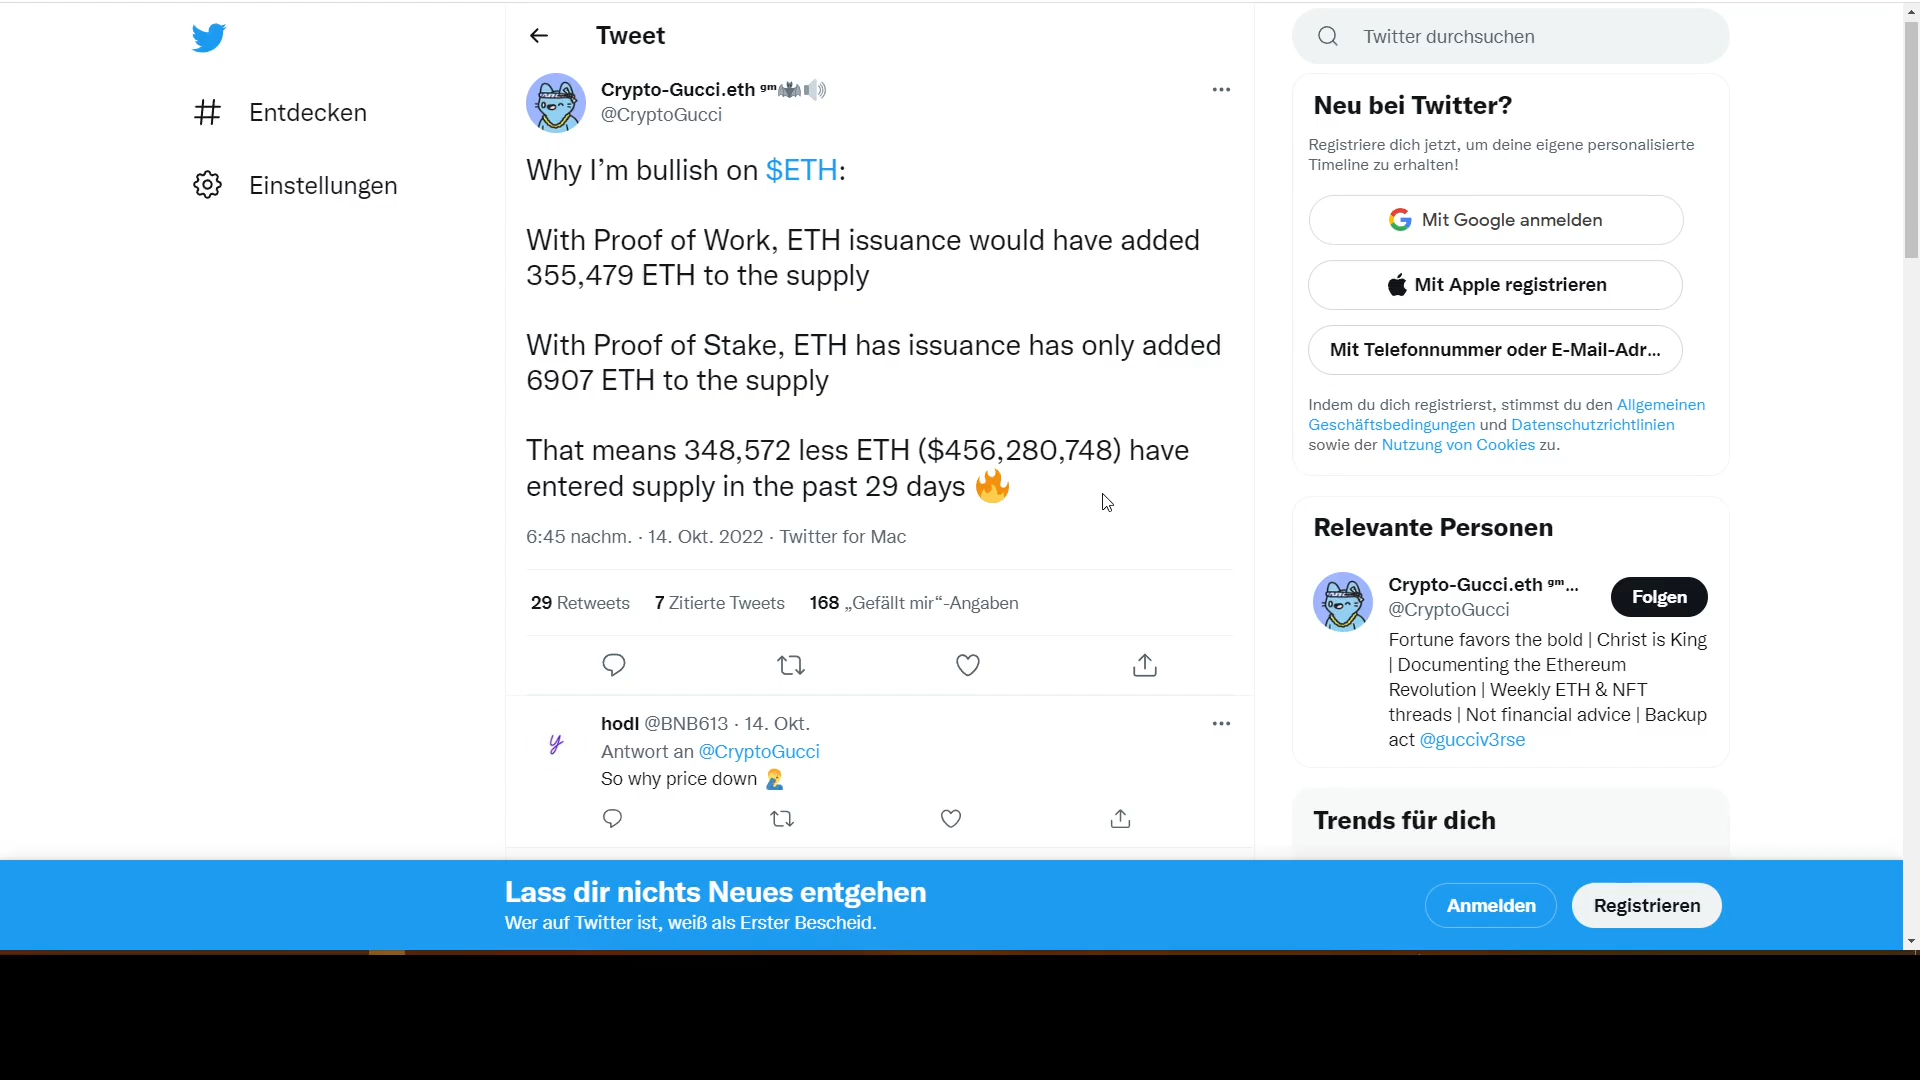 Entdecken
Einstellungen
Tweet
Crypto-Gucci.eth ᵍᵐ🦇🔊
@CryptoGucci
Why I’m bullish on $ETH:
With Proof of Work, ETH issuance would have added
355,479 ETH to the supply
With Proof of Stake, ETH has issuance has only added
6907 ETH to the supply
That means 348,572 less ETH ($456,280,748) have
entered supply in the past 29 days 🔥
6:45 nachm. · 14. Okt. 2022 · Twitter for Mac
29 Retweets 7 Zitierte Tweets 168 „Gefällt mir“-Angaben
hodl @BNB613 · 14. Okt.
Antwort an @CryptoGucci
So why price down 🤦‍♂️
Twitter durchsuchen
Neu bei Twitter?
Registriere dich jetzt, um deine eigene personalisierte
Timeline zu erhalten!
Mit Google anmelden
Mit Apple registrieren
Mit Telefonnummer oder E-Mail-Adr...
Indem du dich registrierst, stimmst du den Allgemeinen
Geschäftsbedingungen und Datenschutzrichtlinien
sowie der Nutzung von Cookies zu.
Relevante Personen
Crypto-Gucci.eth ᵍᵐ...
@CryptoGucci
Folgen
Fortune favors the bold | Christ is King
| Documenting the Ethereum
Revolution | Weekly ETH & NFT
threads | Not financial advice | Backup
act @gucciv3rse
Trends für dich
Lass dir nichts Neues entgehen
Wer auf Twitter ist, weiß als Erster Bescheid.
Anmelden
Registrieren